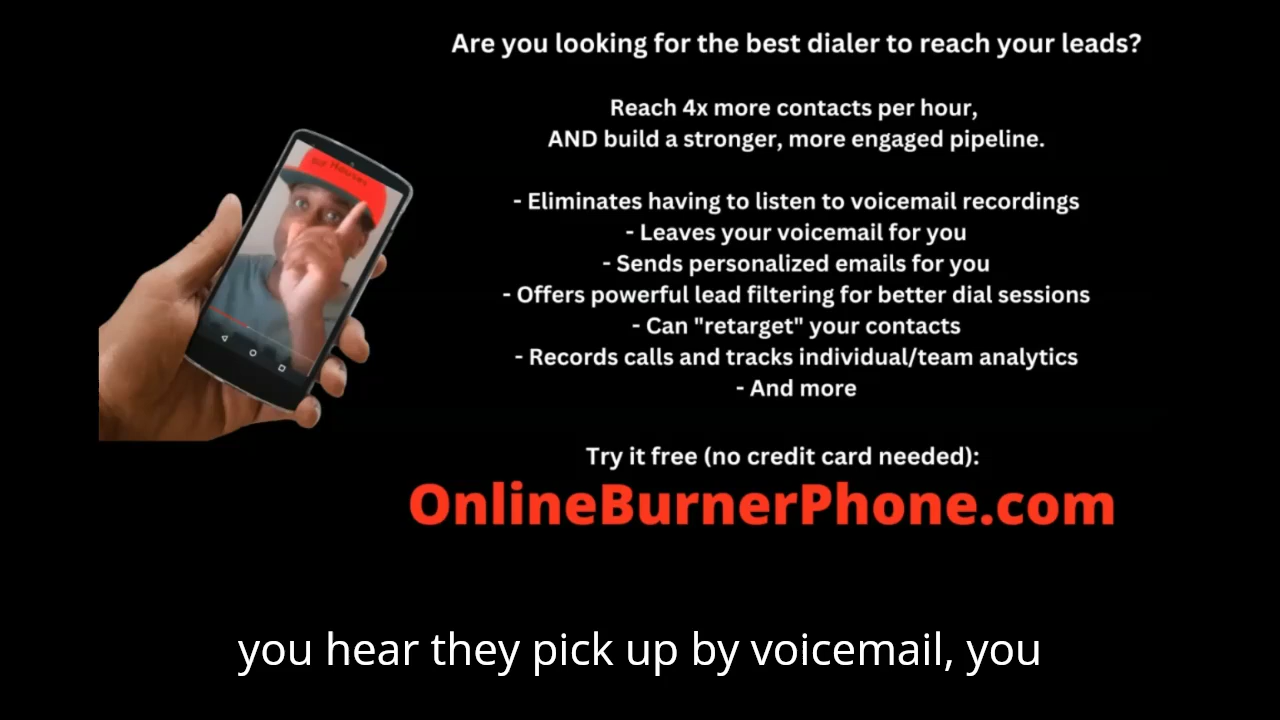 Are you looking for the best dialer to reach your leads?
Reach 4x more contacts per hour,
AND build a stronger, more engaged pipeline.
- Eliminates having to listen to voicemail recordings
- Leaves your voicemail for you
- Sends personalized emails for you
- Offers powerful lead filtering for better dial sessions
- Can "retarget" your contacts
- Records calls and tracks individual/team analytics
- And more
Try it free (no credit card needed):
OnlineBurnerPhone.com
you hear they pick up by voicemail, you